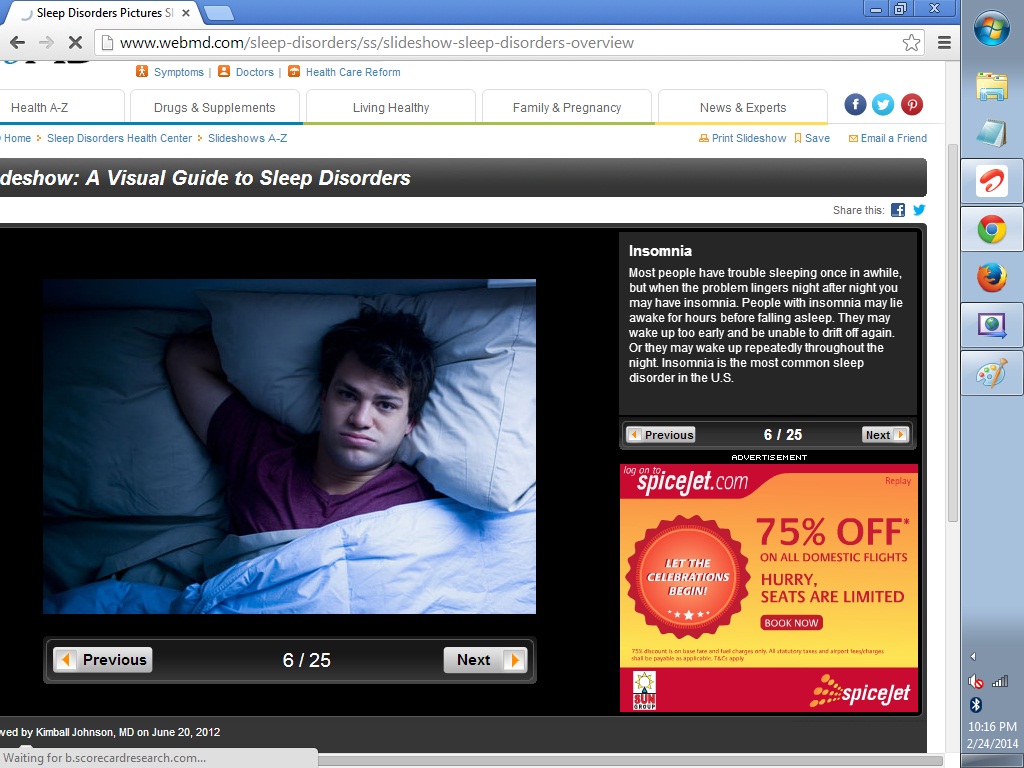 Sleep Disorders Pictures Sl
www.webmd.com/sleep-disorders/ss/slideshow-sleep-disorders-overview
Symptoms | Doctors | Health Care Reform
Health A-Z
Drugs & Supplements
Living Healthy
Family & Pregnancy
News & Experts
Home
Sleep Disorders Health Center
Slideshows A-Z
Print Slideshow
Save
Email a Friend
deshow: A Visual Guide to Sleep Disorders
Share this:
Insomnia
Most people have trouble sleeping once in awhile,
but when the problem lingers night after night you
may have insomnia. People with insomnia may lie
awake for hours before falling asleep. They may
wake up too early and be unable to drift off again.
Or they may wake up repeatedly throughout the
night. Insomnia is the most common sleep
disorder in the U.S.
Previous
6 / 25
Next
ADVERTISEMENT
log on to
spiceJet.com
Replay
75% OFF*
ON ALL DOMESTIC FLIGHTS
HURRY,
SEATS ARE LIMITED
BOOK NOW
LET THE
CELEBRATIONS
BEGIN!
75% discount is on base fare and fuel charges only. All statutory taxes and airport fees/charges
shall be payable as applicable. T&Cs apply
SUN
GROUP
spiceJet
Previous
6 / 25
Next
wed by Kimball Johnson, MD on June 20, 2012
Waiting for b.scorecardresearch.com...
10:16 PM
2/24/2014